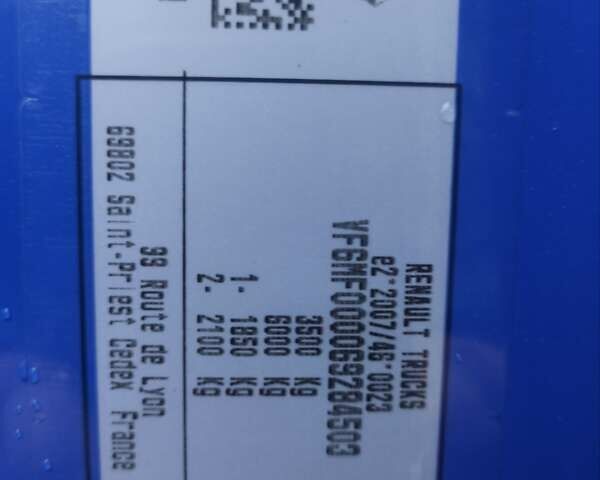 RENAULT TRUCKS
e2*2007/46*0023
VF6MF000069284503
3500 Kg
6000 Kg
1- 1850 Kg
2- 2100 Kg
99 Route de Lyon
69802 Saint-Priest Cedex France